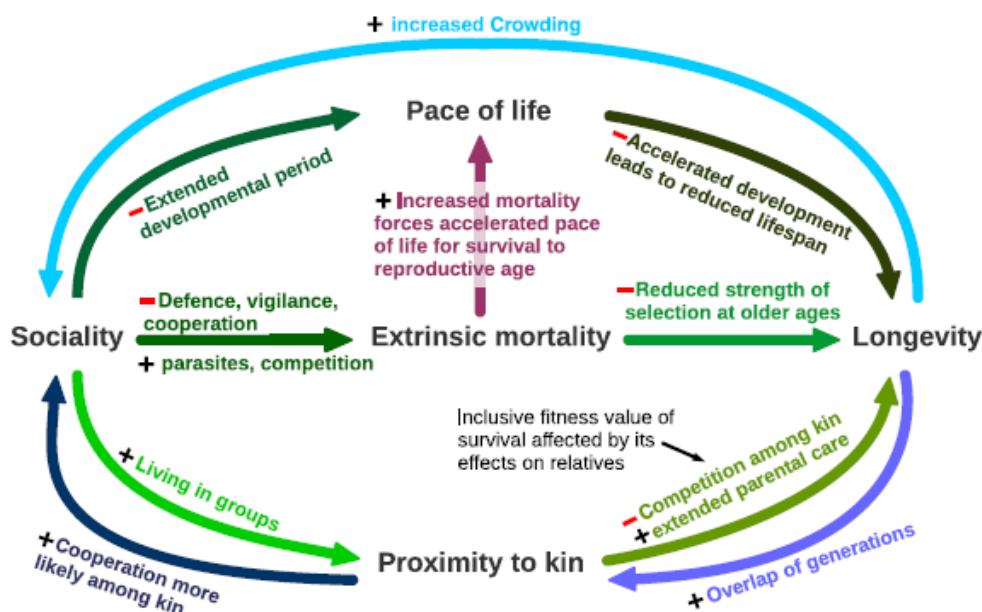 + increased Crowding
Pace of life
− Extended
developmental period
− Accelerated development
leads to reduced lifespan
+ Increased mortality
forces accelerated pace
of life for survival to
reproductive age
− Defence, vigilance,
cooperation
− Reduced strength of
selection at older ages
Sociality
Extrinsic mortality
Longevity
+ parasites, competition
Inclusive fitness value of
survival affected by its
effects on relatives
+ Living in groups
− Competition among kin
+ extended parental care
+ Cooperation more
likely among kin
Proximity to kin
+ Overlap of generations